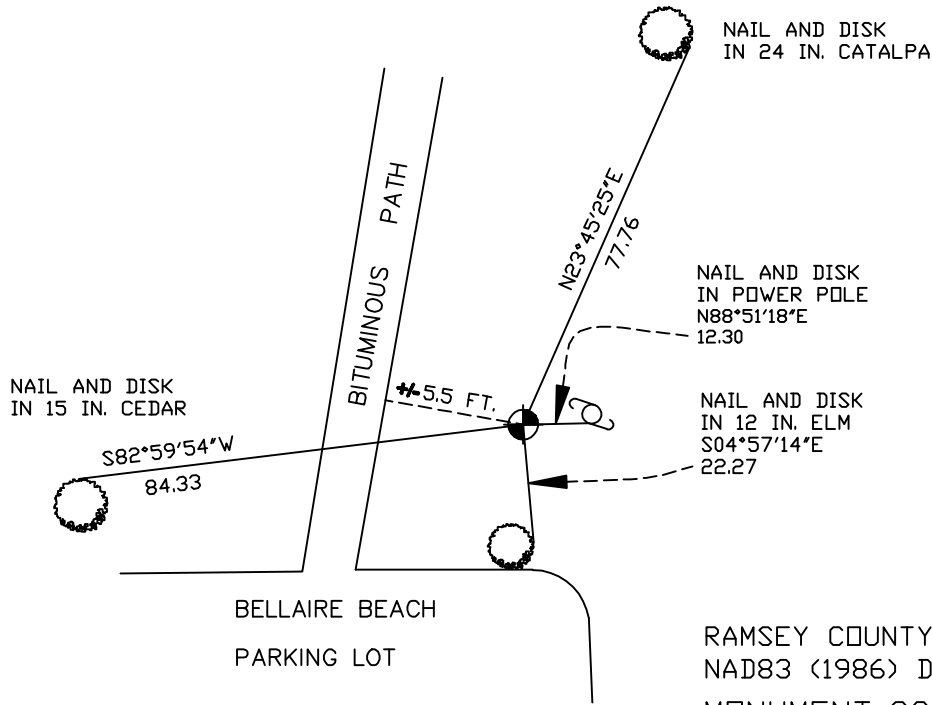 NAIL AND DISK
IN 24 IN. CATALPA
BITUMINOUS PATH
N23°45'25"E
77.76
NAIL AND DISK
IN POWER POLE
N88°51'18"E
12.30
NAIL AND DISK
IN 15 IN. CEDAR
+/-5.5 FT.
NAIL AND DISK
IN 12 IN. ELM
S04°57'14"E
22.27
S82°59'54"W
84.33
BELLAIRE BEACH
PARKING LOT
RAMSEY COUNTY
NAD83 (1986) D
MONUMENT